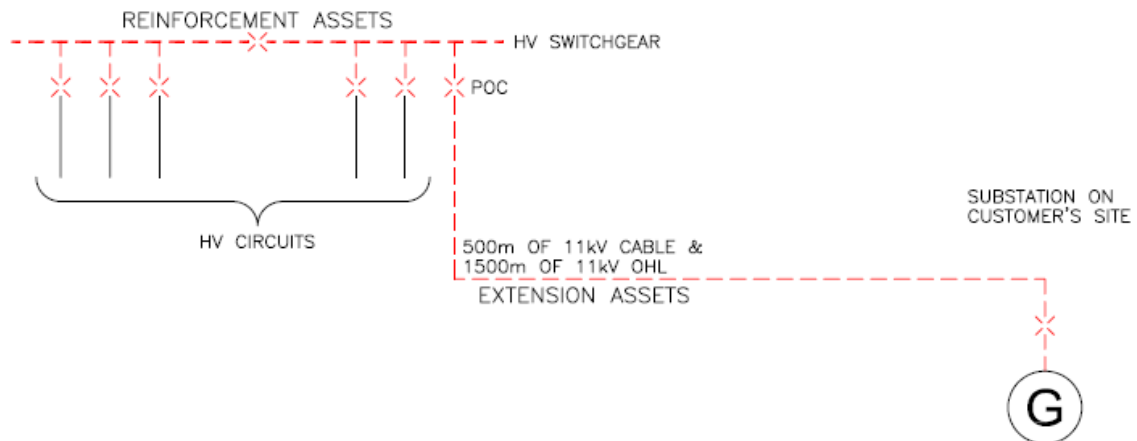 REINFORCEMENT ASSETS
HV SWITCHGEAR
POC
HV CIRCUITS
SUBSTATION ON
CUSTOMER'S SITE
500m OF 11kV CABLE &
1500m OF 11kV OHL
EXTENSION ASSETS
G